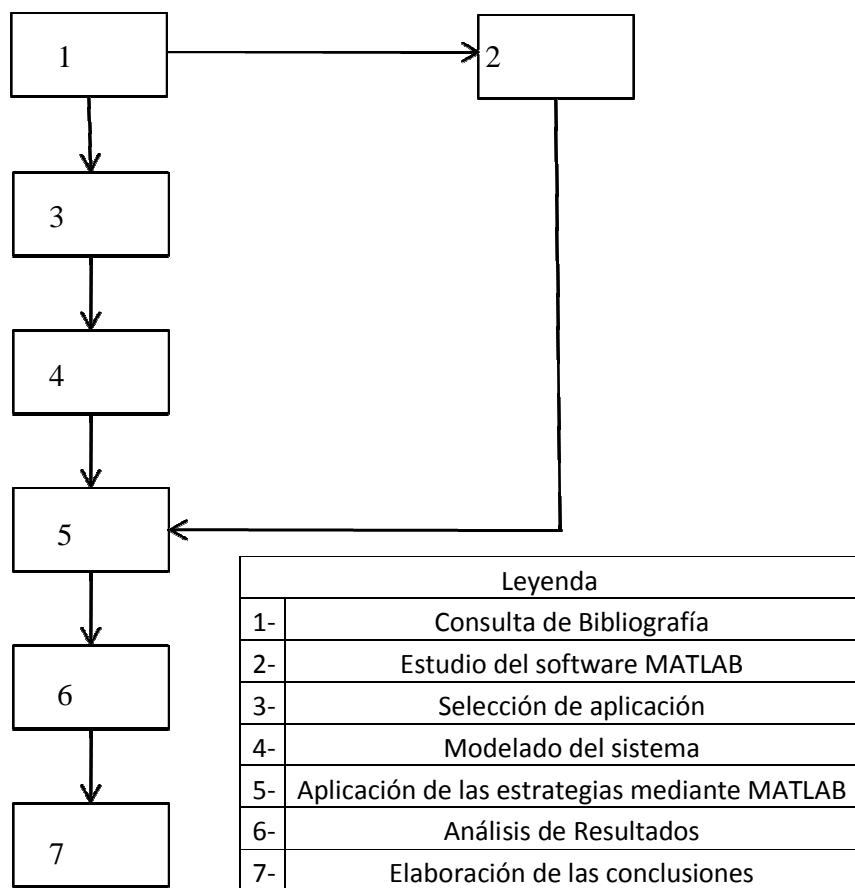 1
2
3
4
5
6
7
Leyenda
1- Consulta de Bibliografía
2- Estudio del software MATLAB
3- Selección de aplicación
4- Modelado del sistema
5- Aplicación de las estrategias mediante MATLAB
6- Análisis de Resultados
7- Elaboración de las conclusiones